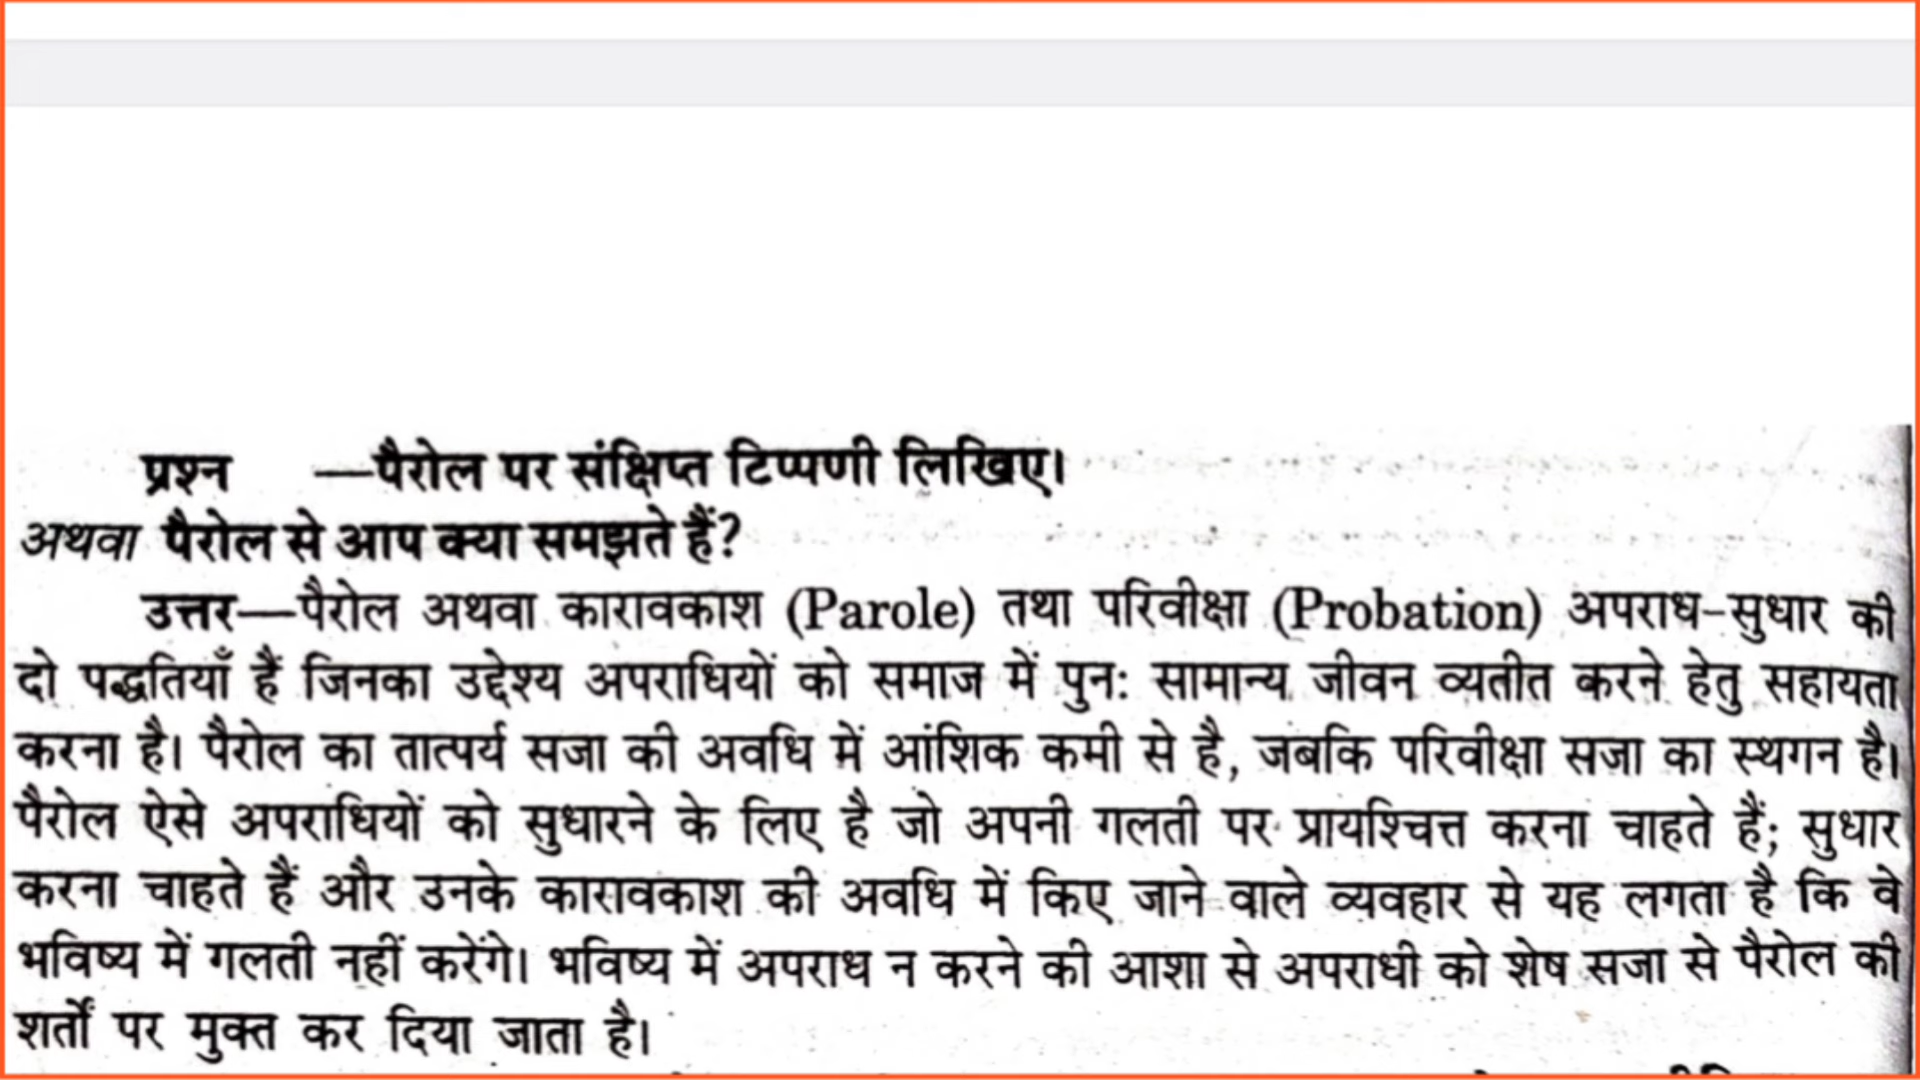 प्रश्न —पैरोल पर संक्षिप्त टिप्पणी लिखिए।
अथवा पैरोल से आप क्या समझते हैं?
उत्तर—पैरोल अथवा कारावकाश (Parole) तथा परिवीक्षा (Probation) अपराध-सुधार की
दो पद्धतियाँ हैं जिनका उद्देश्य अपराधियों को समाज में पुनः सामान्य जीवन व्यतीत करने हेतु सहायता
करना है। पैरोल का तात्पर्य सजा की अवधि में आंशिक कमी से है, जबकि परिवीक्षा सजा का स्थगन है।
पैरोल ऐसे अपराधियों को सुधारने के लिए है जो अपनी गलती पर प्रायश्चित्त करना चाहते हैं; सुधार
करना चाहते हैं और उनके कारावकाश की अवधि में किए जाने वाले व्यवहार से यह लगता है कि वे
भविष्य में गलती नहीं करेंगे। भविष्य में अपराध न करने की आशा से अपराधी को शेष सजा से पैरोल की
शर्तों पर मुक्त कर दिया जाता है।